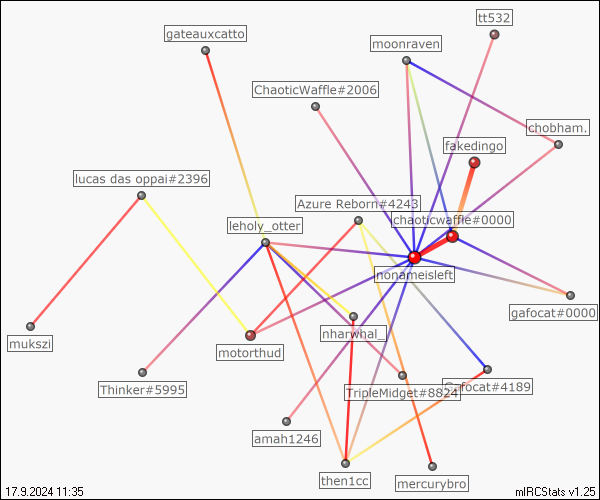 tt532
gateauxcatto
moonraven
ChaoticWaffle#2006
chobham.
fakedingo
lucas das oppai#2396
Azure Reborn#4243
chaoticwaffle#0000
leholy_otter
nonameisleft
gafocat#0000
nharwhal_
mukszi
motorthud
Thinker#5995
TripleMidget#8824
Gafocat#4189
amah1246
then1cc
mercurybro
17.9.2024 11:35
mIRCStats v1.25